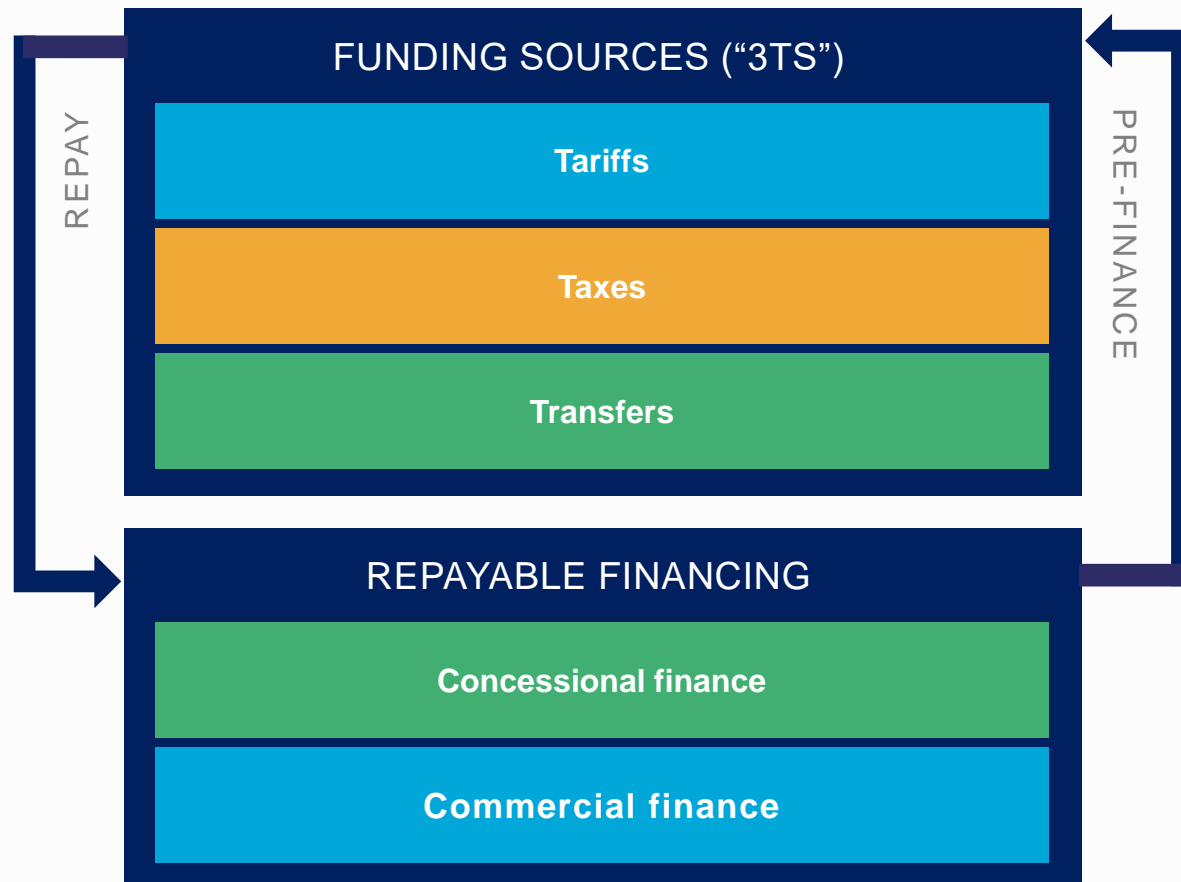 FUNDING SOURCES (“3TS”)
REPAY
Tariffs
Taxes
Transfers
PRE-FINANCE
REPAYABLE FINANCING
Concessional finance
Commercial finance